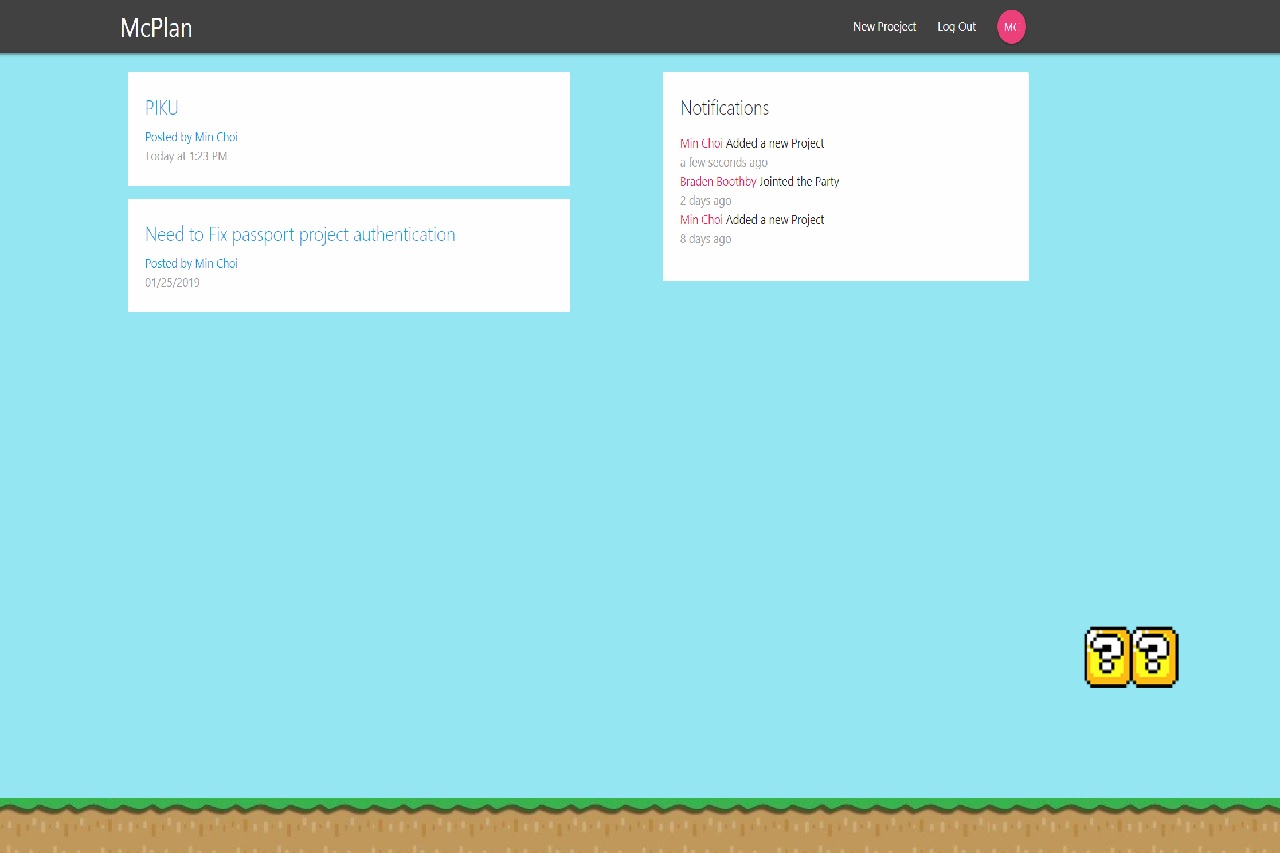 McPlan
New Proeject Log Out MC
PIKU
Posted by Min Choi
Today at 1:23 PM
Need to Fix passport project authentication
Posted by Min Choi
01/25/2019
Notifications
Min Choi Added a new Project
a few seconds ago
Braden Boothby Jointed the Party
2 days ago
Min Choi Added a new Project
8 days ago
? ?